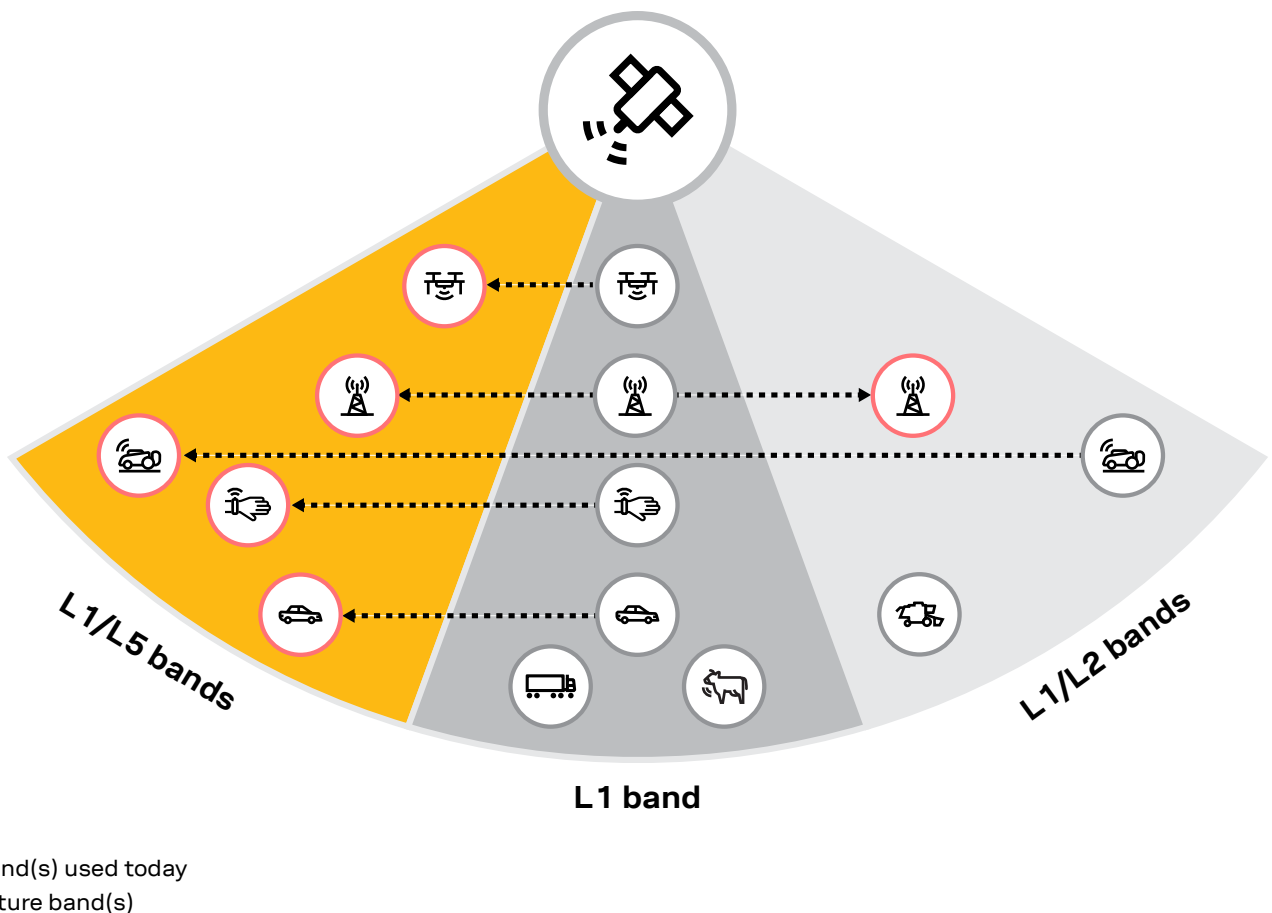 L1/L5 bands
L1/L2 bands
L1 band
nd(s) used today
ture band(s)